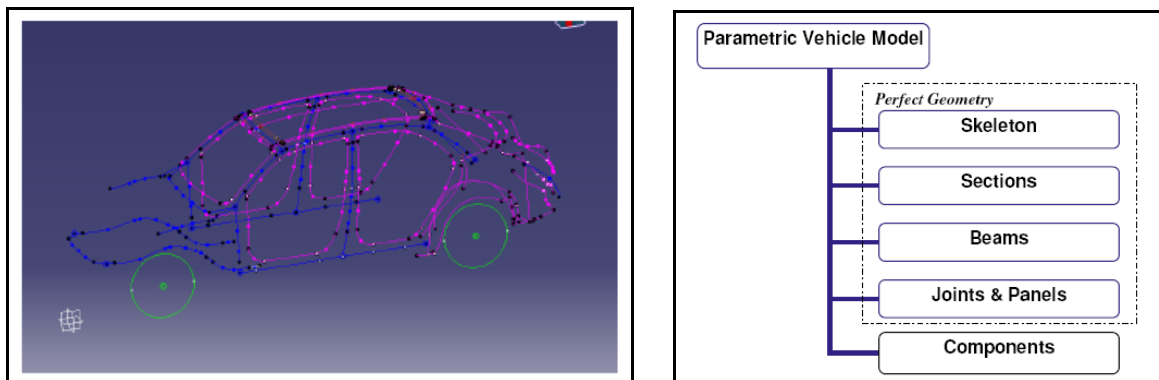 Parametric Vehicle Model
Perfect Geometry
Skeleton
Sections
Beams
Joints & Panels
Components